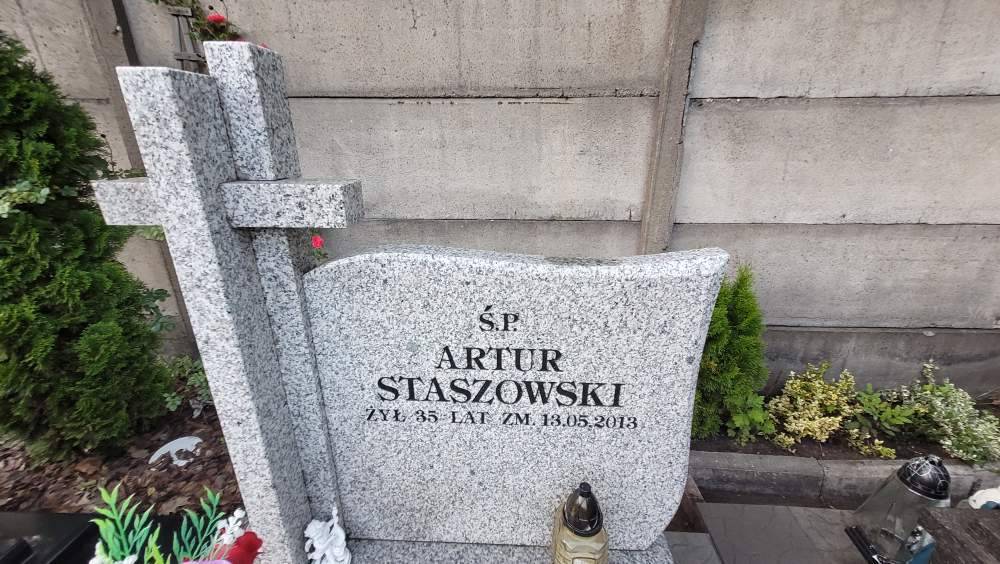 Ś.P.
ARTUR
STASZOWSKI
ŻYŁ 35 LAT ZM. 13.05.2013